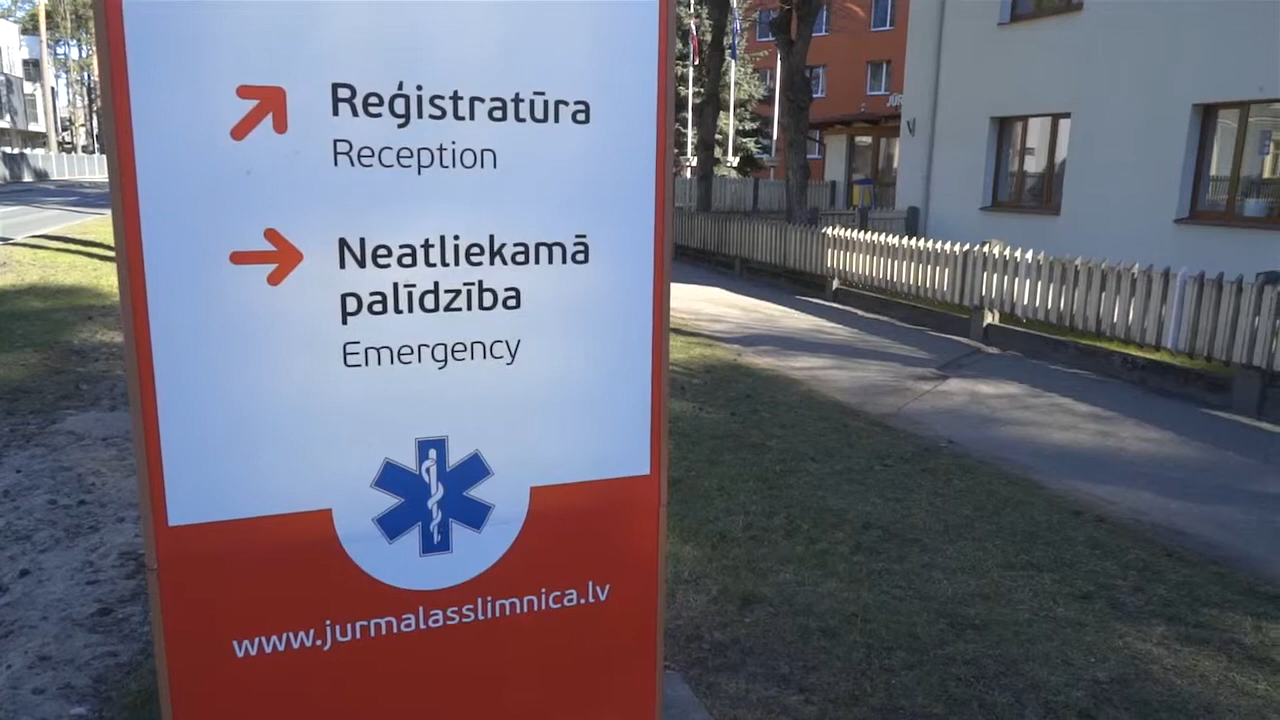 Reģistratūra
Reception
Neatliekamā
palīdzība
Emergency
www.jurmalasslimnica.lv